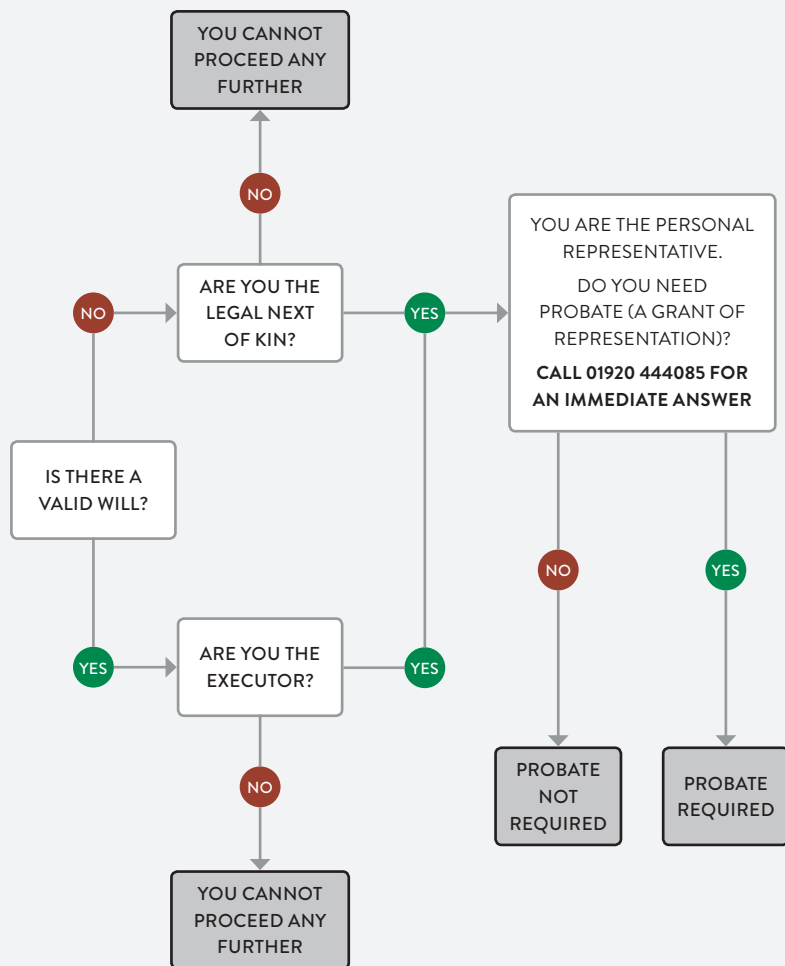 YOU CANNOT
PROCEED ANY
FURTHER
NO
ARE YOU THE
LEGAL NEXT
OF KIN?
NO
YES
YOU ARE THE PERSONAL
REPRESENTATIVE.
DO YOU NEED
PROBATE (A GRANT OF
REPRESENTATION)?
CALL 01920 444085 FOR
AN IMMEDIATE ANSWER
IS THERE A
VALID WILL?
NO
YES
YES
ARE YOU THE
EXECUTOR?
YES
NO
PROBATE
NOT
REQUIRED
PROBATE
REQUIRED
YOU CANNOT
PROCEED ANY
FURTHER